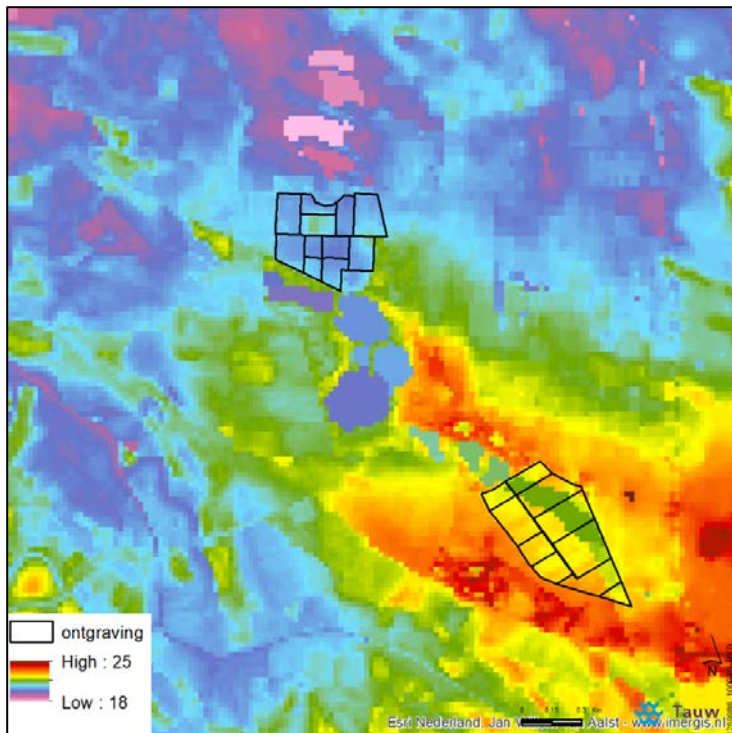 ontgraving
High : 25
Low : 18
N
Tauw
Esri Nederland, Jan Aalst - www.imergis.nl